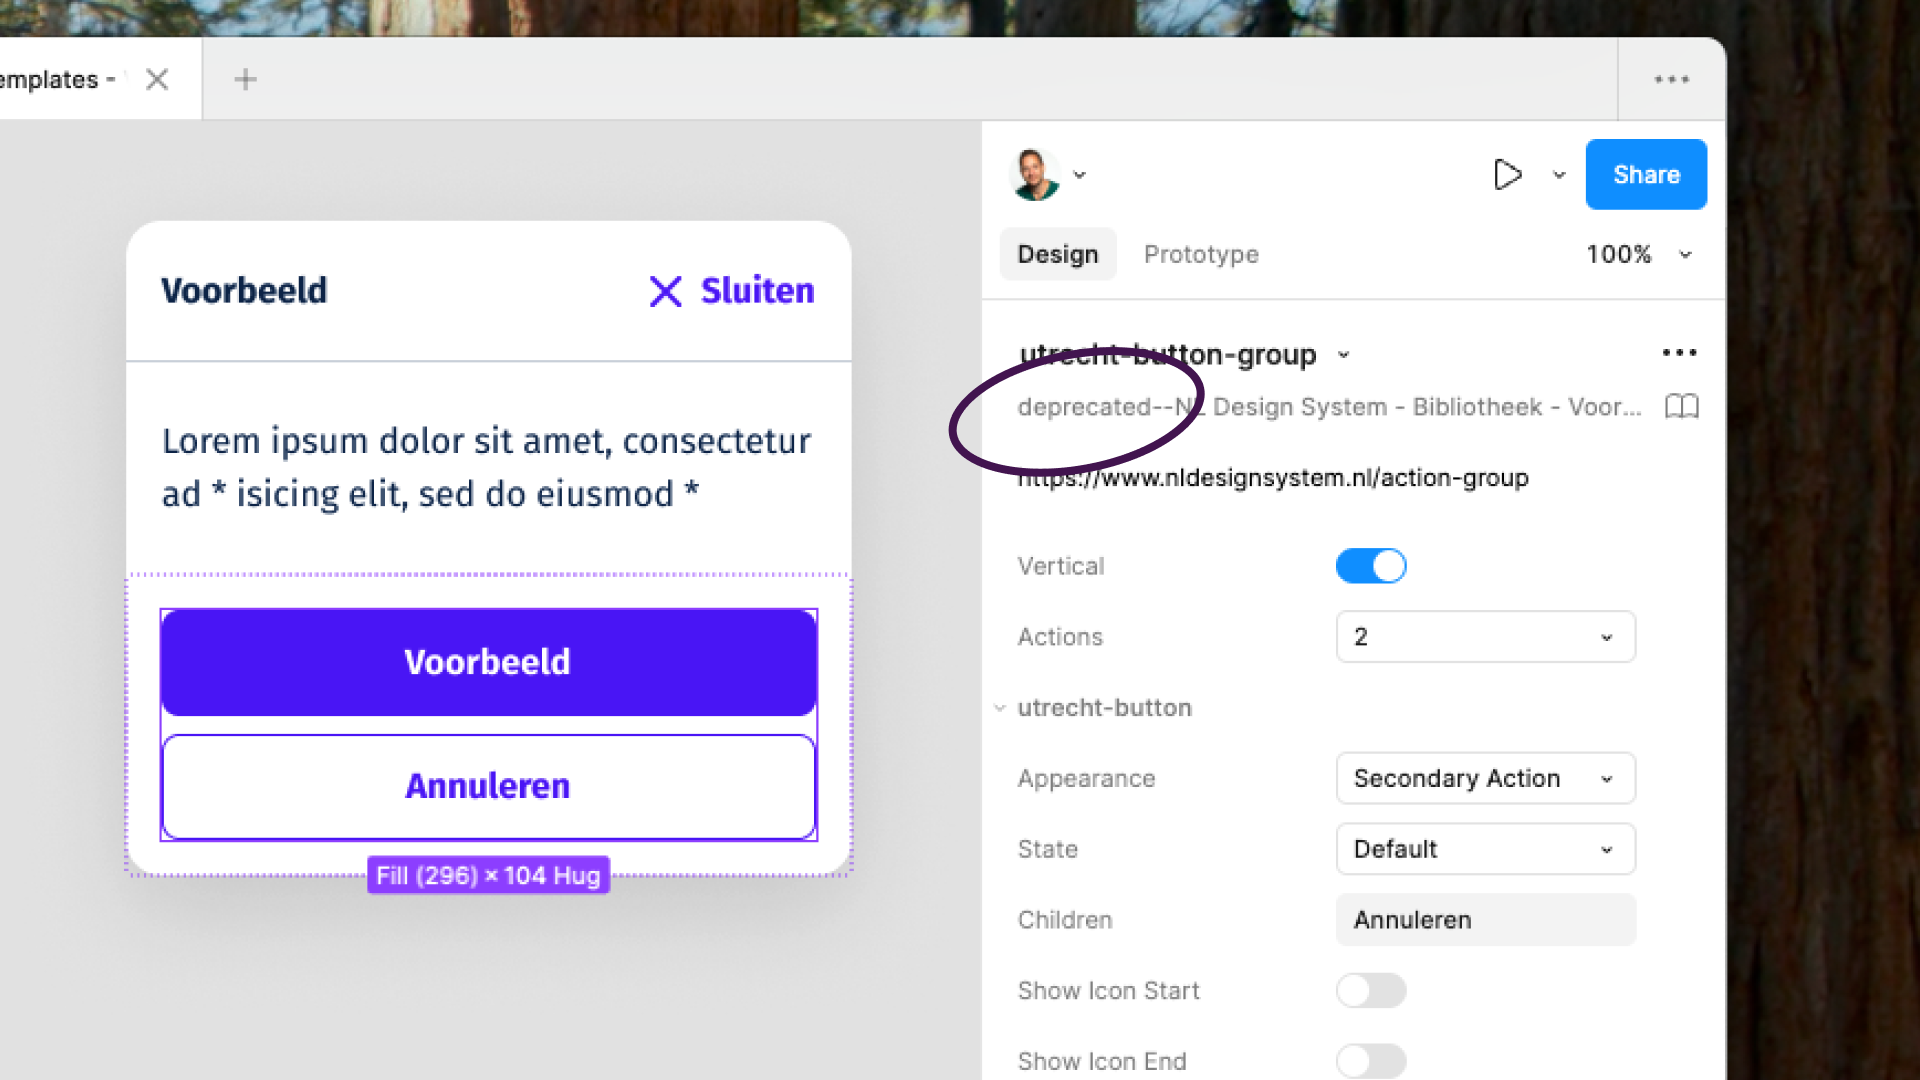 emplates -
Share
Design
Prototype
100%
Voorbeeld
Sluiten
utrecht-button-group
deprecated--NL Design System - Bibliotheek - Voor...
https://www.nldesignsystem.nl/action-group
Lorem ipsum dolor sit amet, consectetur
ad * isicing elit, sed do eiusmod *
Vertical
Actions
2
utrecht-button
Voorbeeld
Annuleren
Appearance
Secondary Action
State
Default
Fill (296) × 104 Hug
Children
Annuleren
Show Icon Start
Show Icon End